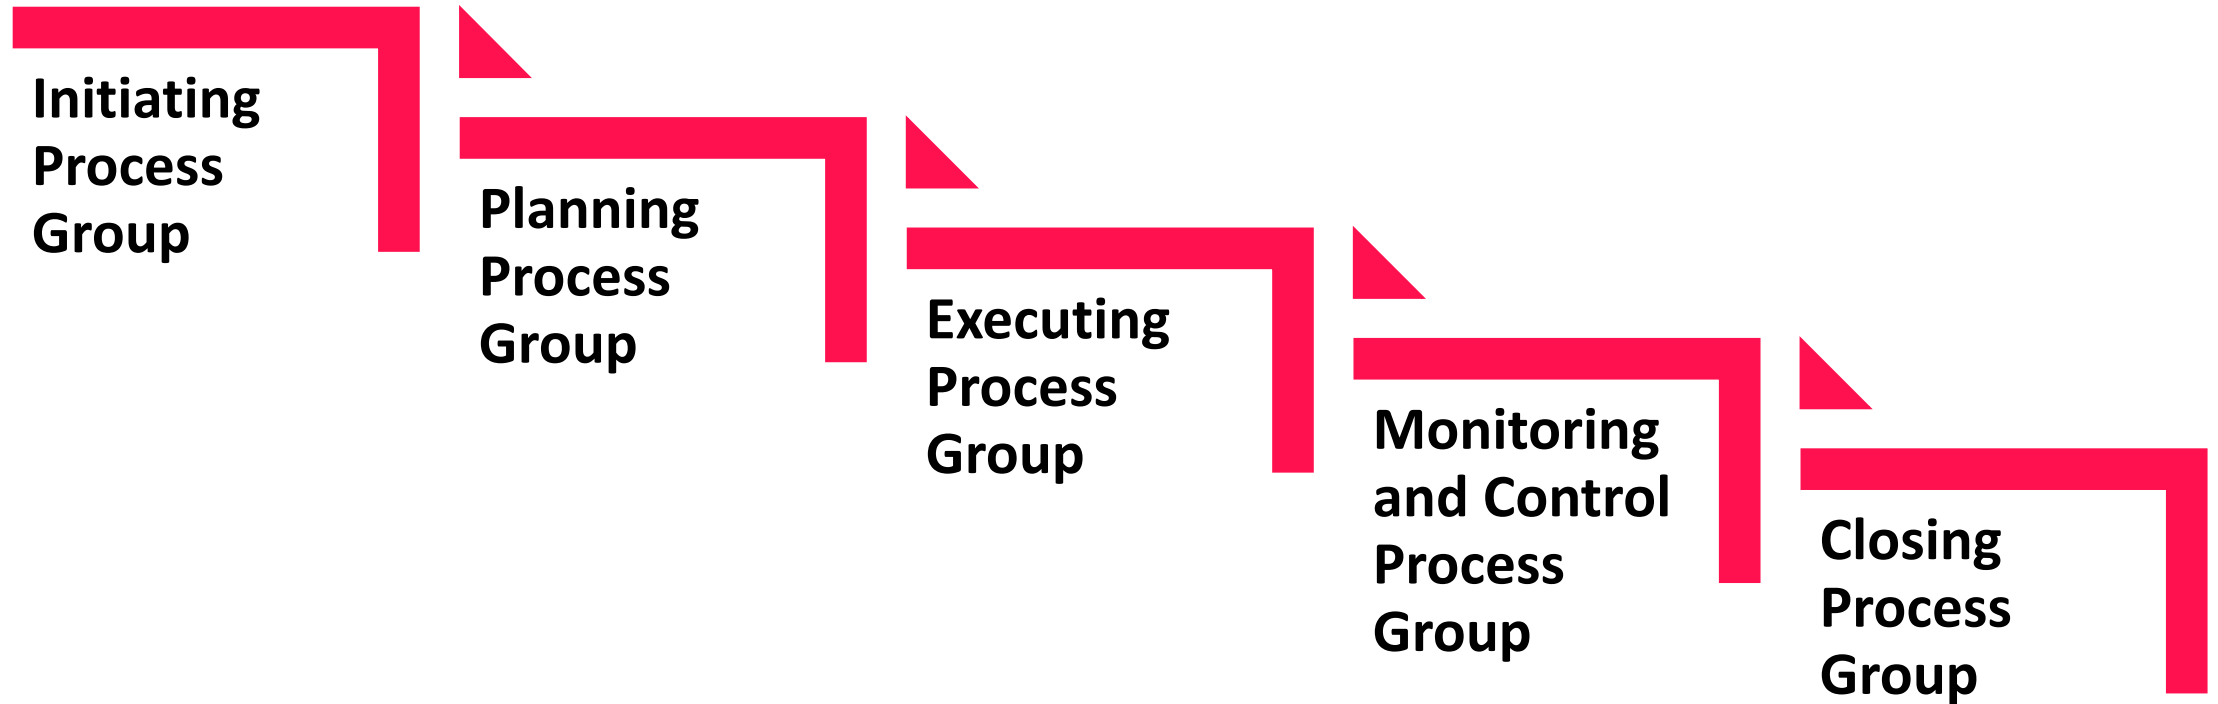 Initiating
Process
Group
Planning
Process
Group
Executing
Process
Group
Monitoring
and Control
Process
Group
Closing
Process
Group